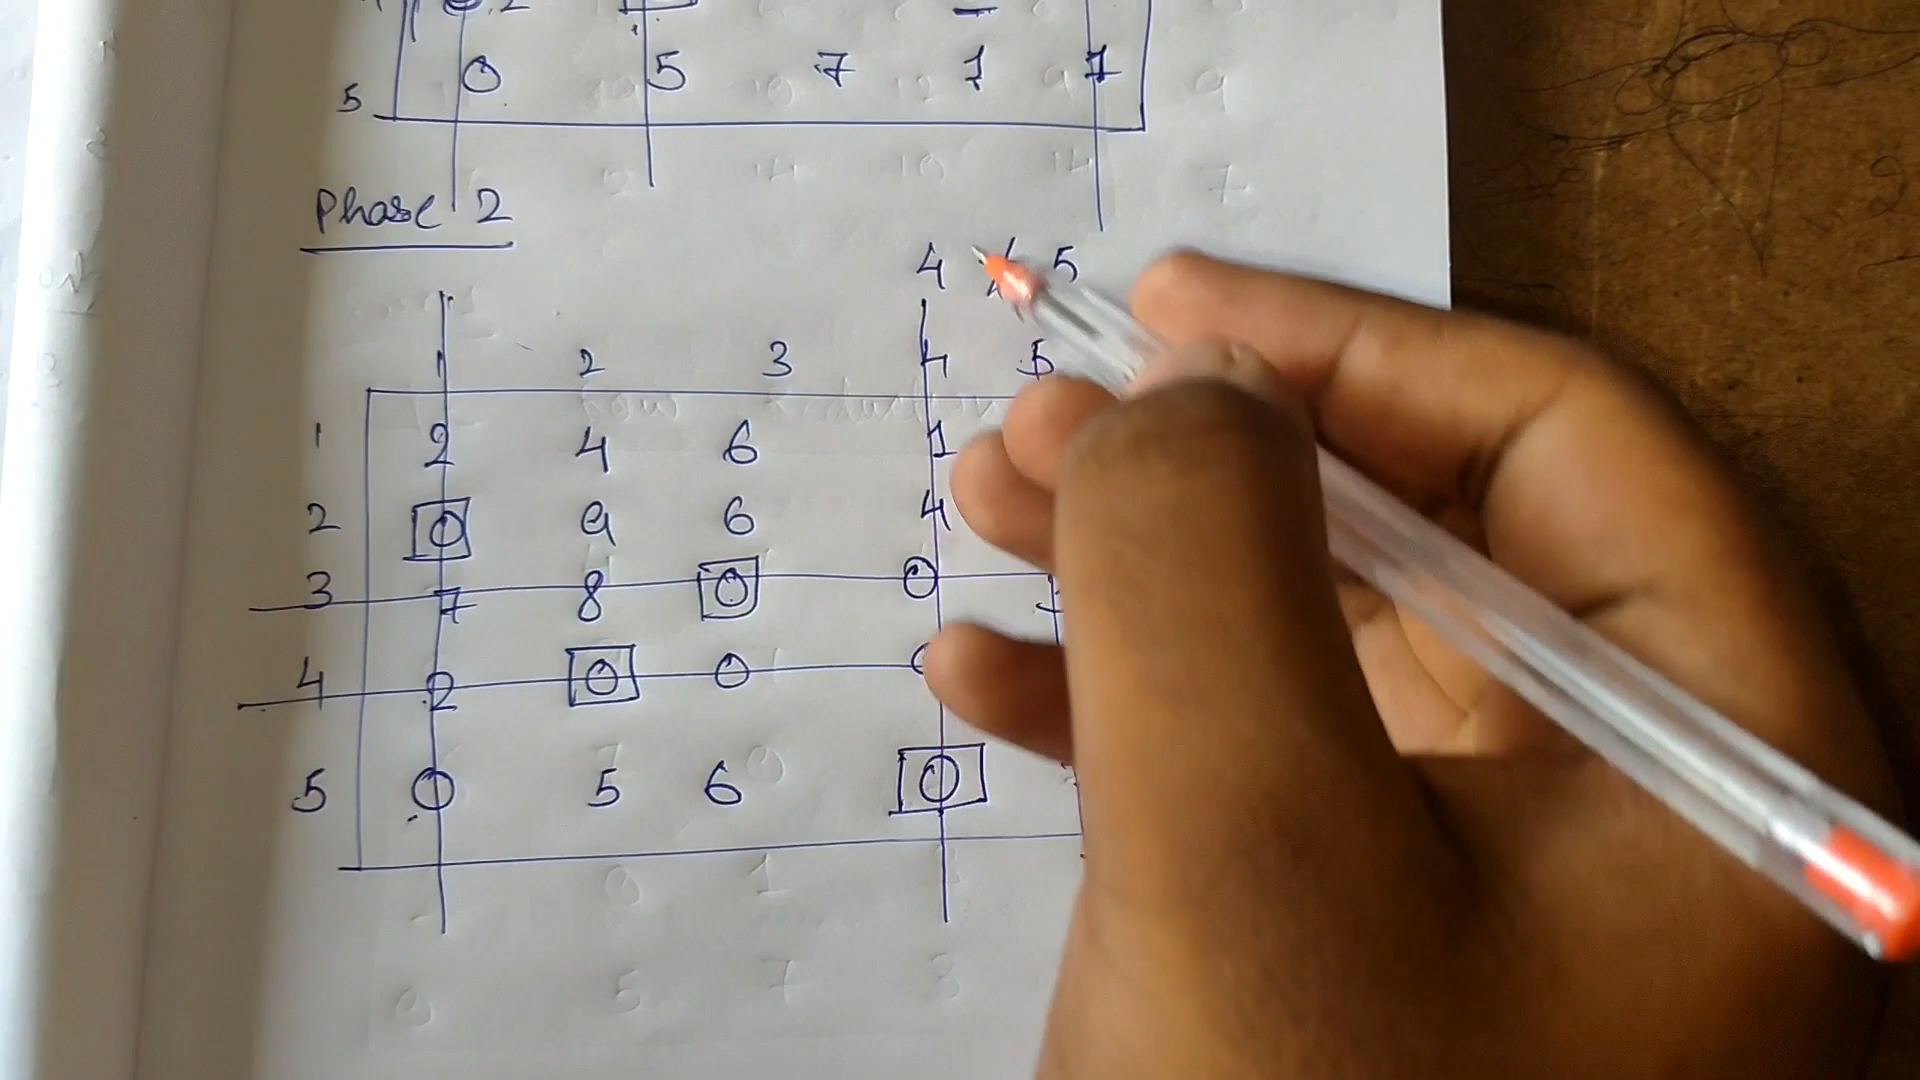 0 5 7 1 1
5
Phase 2
4 5
1 2 3 4 5
1 2 4 6 1
2 0 9 6 4
3 7 8 0 0
4 2 0 0
5 0 5 6 0